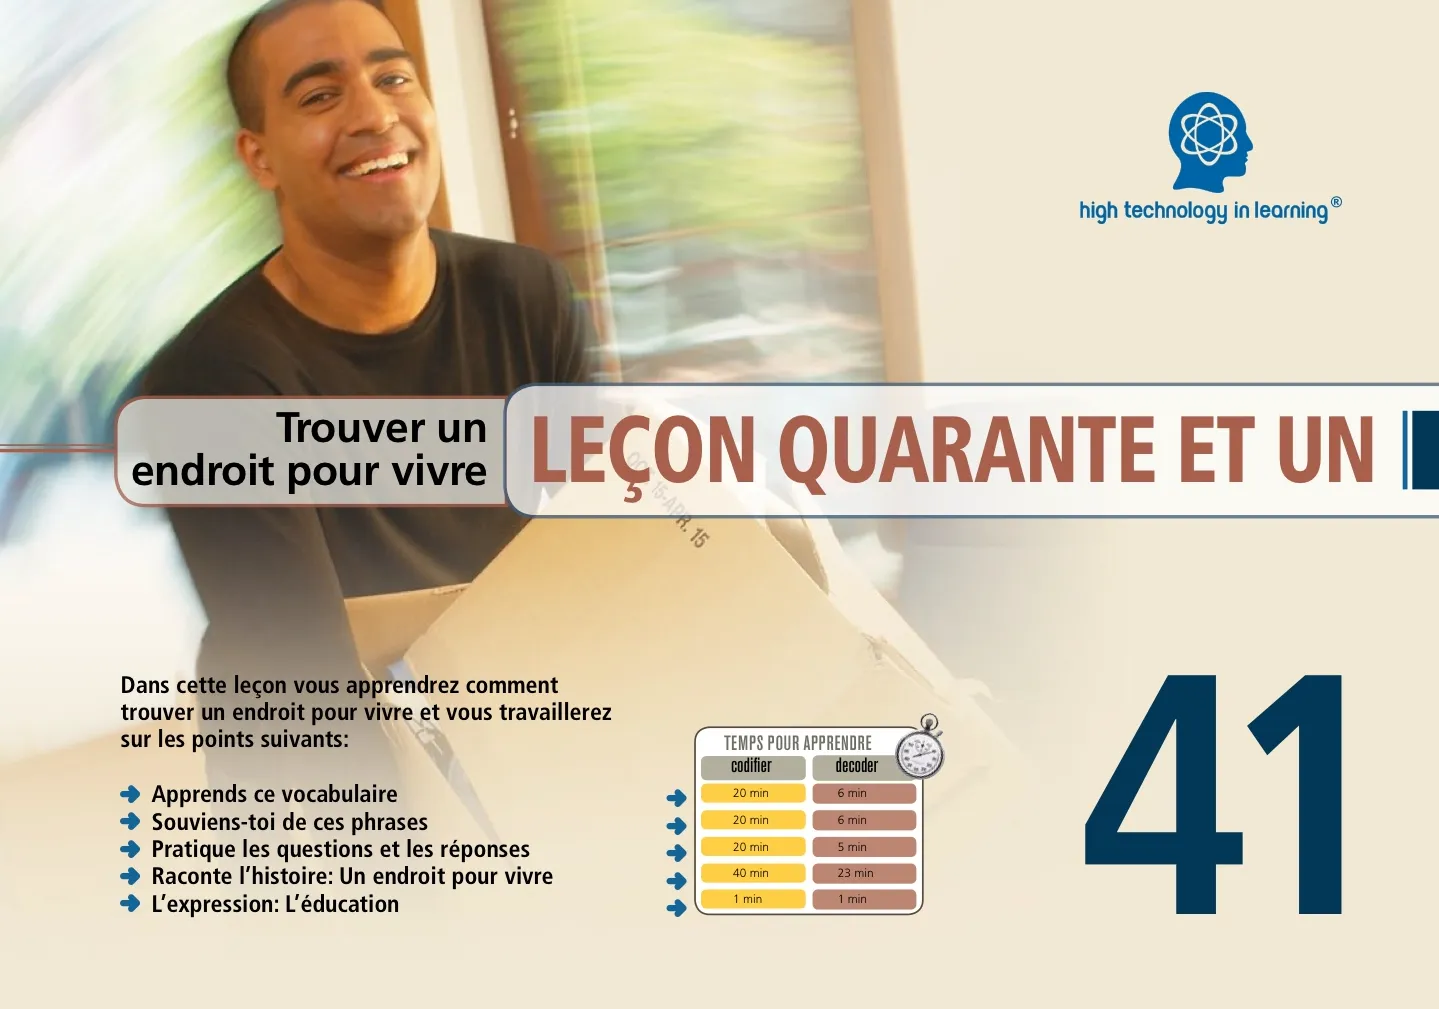 high technology in learning®
Trouver un
endroit pour vivre
LEÇON QUARANTE ET UN
OCT. 15-APR. 15
Dans cette leçon vous apprendrez comment
trouver un endroit pour vivre et vous travaillerez
sur les points suivants:
Apprends ce vocabulaire
Souviens-toi de ces phrases
Pratique les questions et les réponses
Raconte l'histoire: Un endroit pour vivre
L'expression: L'éducation
TEMPS POUR APPRENDRE
codifier decoder
20 min 6 min
20 min 6 min
20 min 5 min
40 min 23 min
1 min 1 min
41